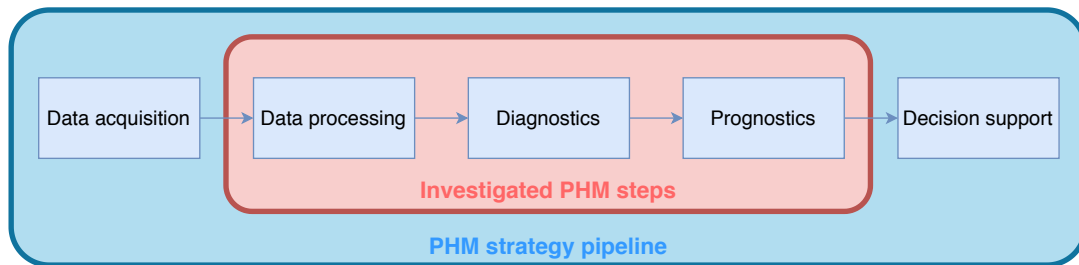 Data acquisition
Data processing
Diagnostics
Prognostics
Decision support
Investigated PHM steps
PHM strategy pipeline